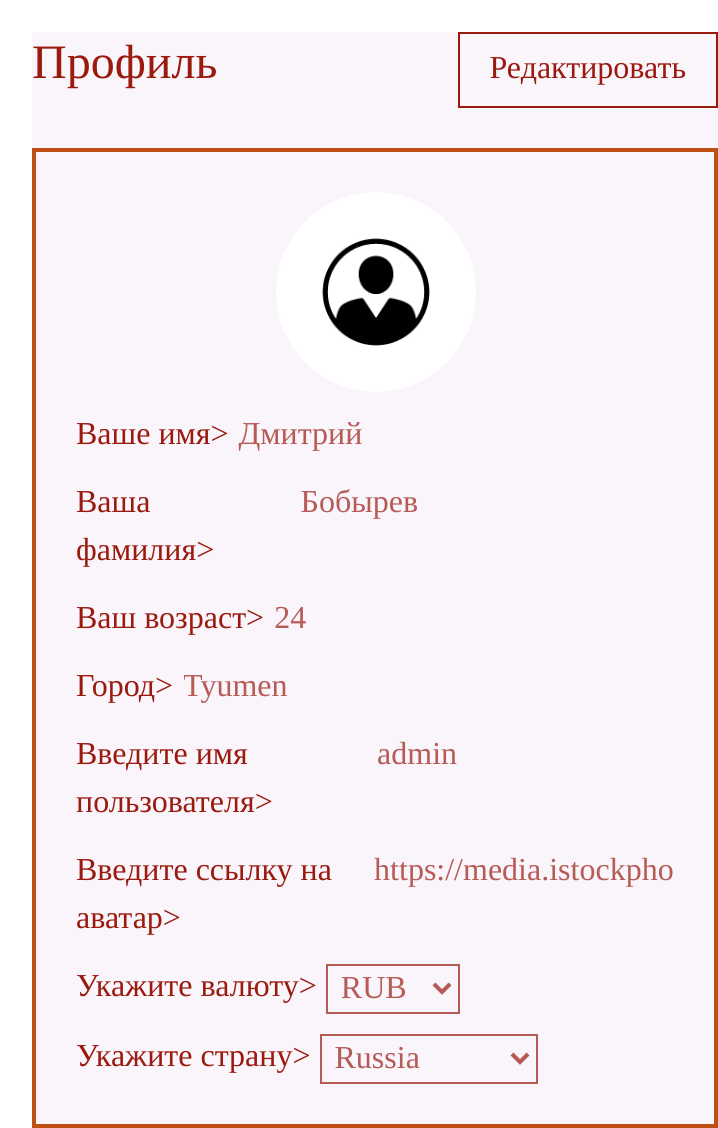 Профиль
Редактировать
Ваше имя> Дмитрий
Ваша Бобырев
фамилия>
Ваш возраст> 24
Город> Tyumen
Введите имя admin
пользователя>
Введите ссылку на https://media.istockpho
аватар>
Укажите валюту> RUB
Укажите страну> Russia